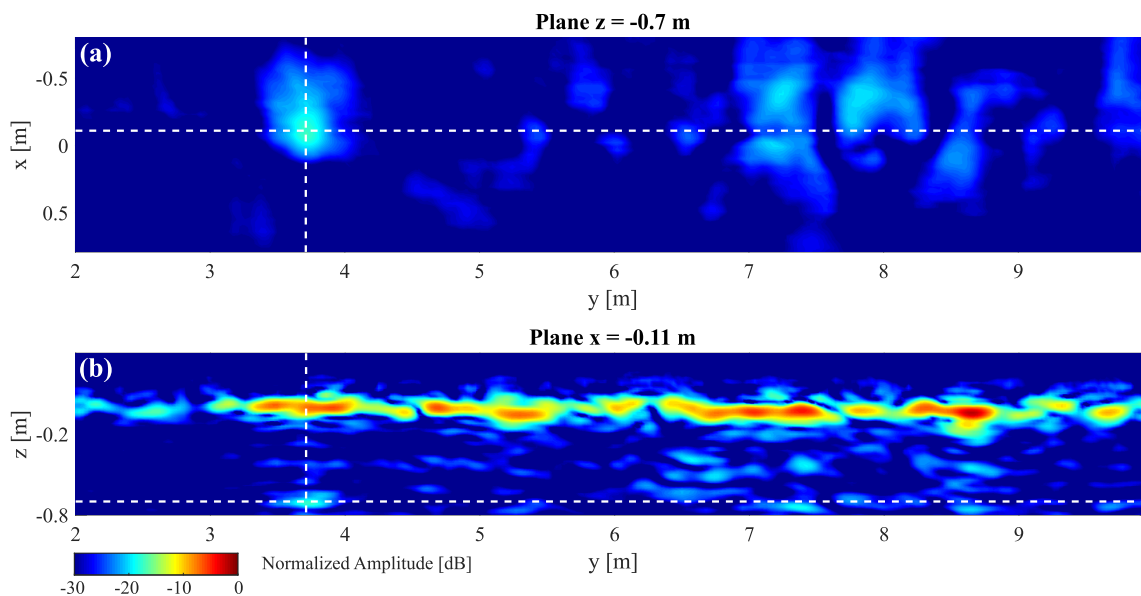 Plane z = -0.7 m
(a)
-0.5
0
0.5
x [m]
2 3 4 5 6 7 8 9
y [m]
Plane x = -0.11 m
(b)
-0.2
-0.8
z [m]
2 3 4 5 6 7 8 9
y [m]
Normalized Amplitude [dB]
-30 -20 -10 0